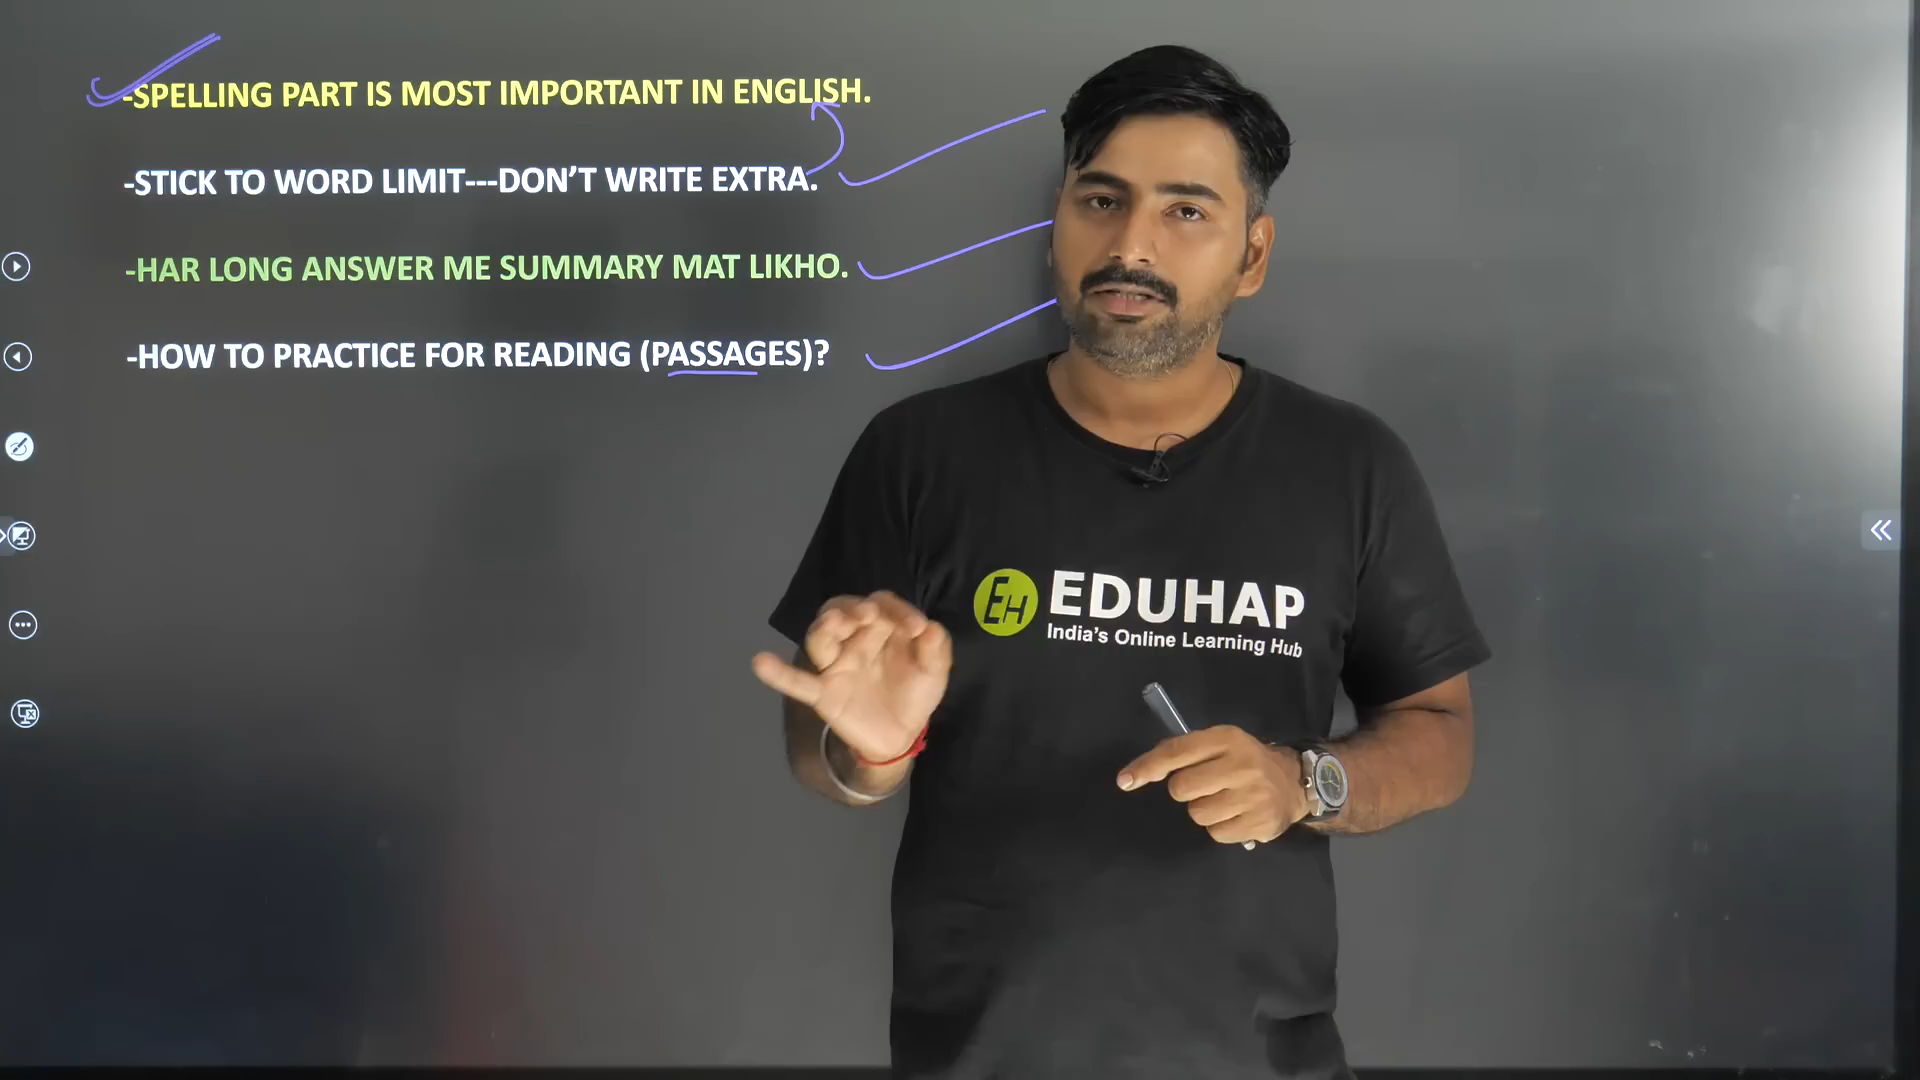 -SPELLING PART IS MOST IMPORTANT IN ENGLISH.
-STICK TO WORD LIMIT---DON’T WRITE EXTRA.
-HAR LONG ANSWER ME SUMMARY MAT LIKHO.
-HOW TO PRACTICE FOR READING (PASSAGES)?
EH EDUHAP
India's Online Learning Hub